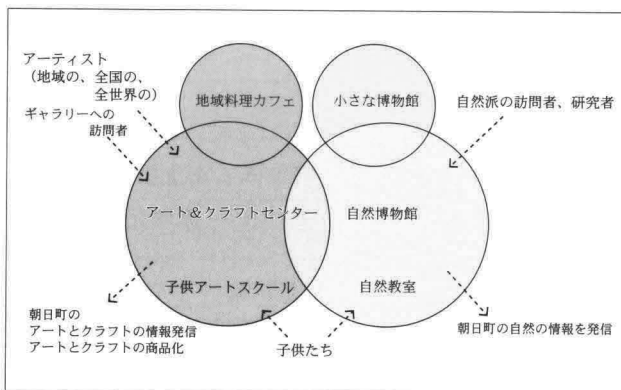 アーティスト
（地域の、全国の、
全世界の）
ギャラリーへの
訪問者
地域料理カフェ
小さな博物館
自然派の訪問者、研究者
アート＆クラフトセンター
自然博物館
子供アートスクール
自然教室
朝日町の
アートとクラフトの情報発信
アートとクラフトの商品化
子供たち
朝日町の自然の情報を発信